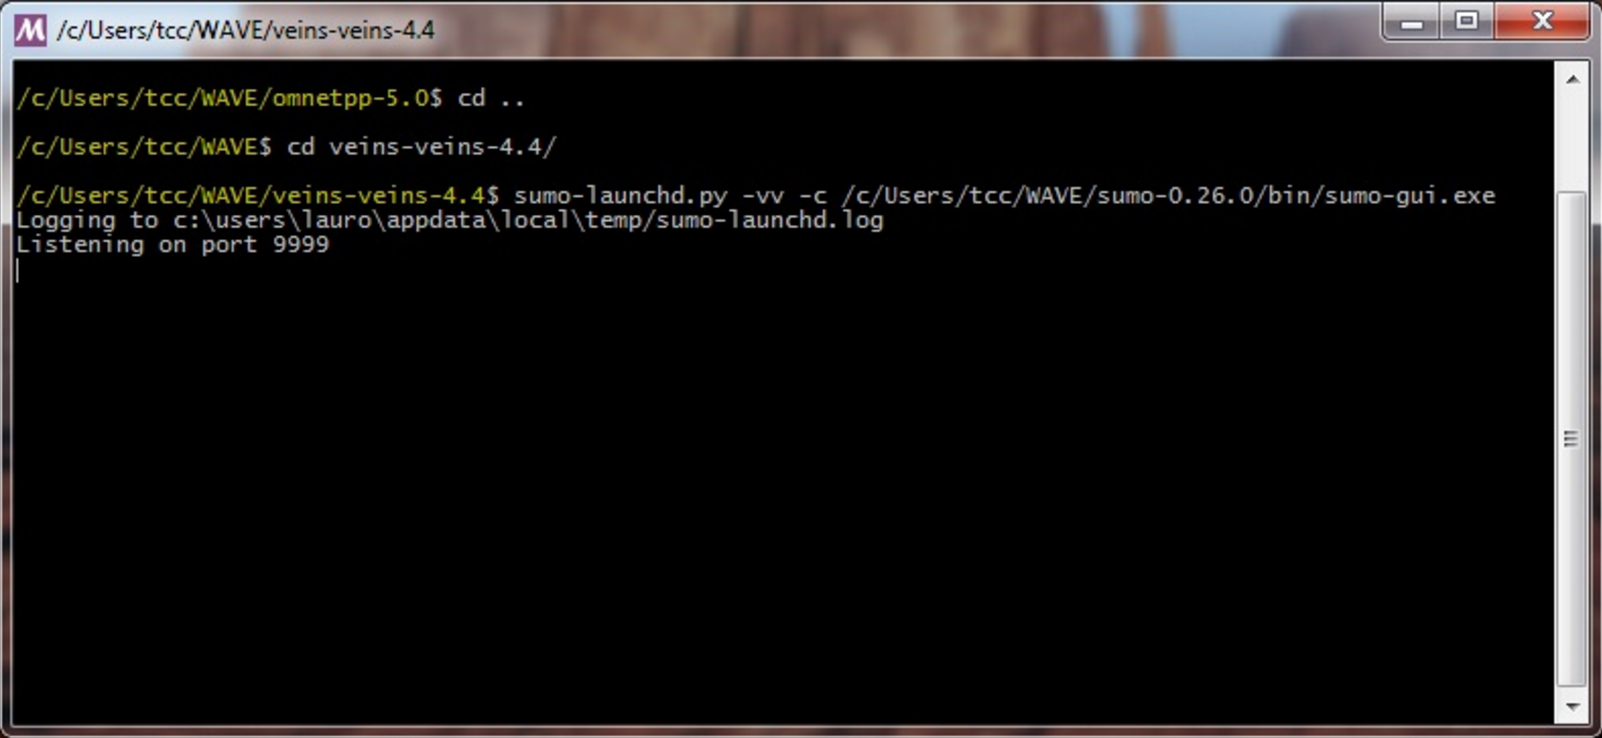 /c/Users/tcc/WAVE/veins-veins-4.4
/c/Users/tcc/WAVE/omnetpp-5.0$ cd ..
/c/Users/tcc/WAVE$ cd veins-veins-4.4/
/c/Users/tcc/WAVE/veins-veins-4.4$ sumo-launchd.py -vv -c /c/Users/tcc/WAVE/sumo-0.26.0/bin/sumo-gui.exe
Logging to c:\users\lauro\appdata\local\temp/sumo-launchd.log
Listening on port 9999